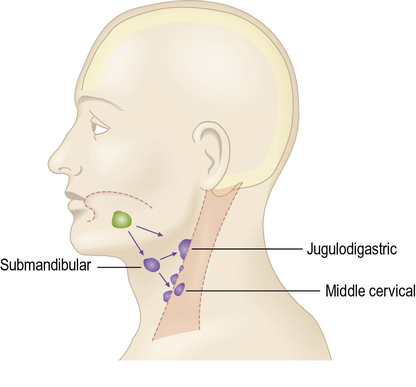 Jugulodigastric
Submandibular
Middle cervical